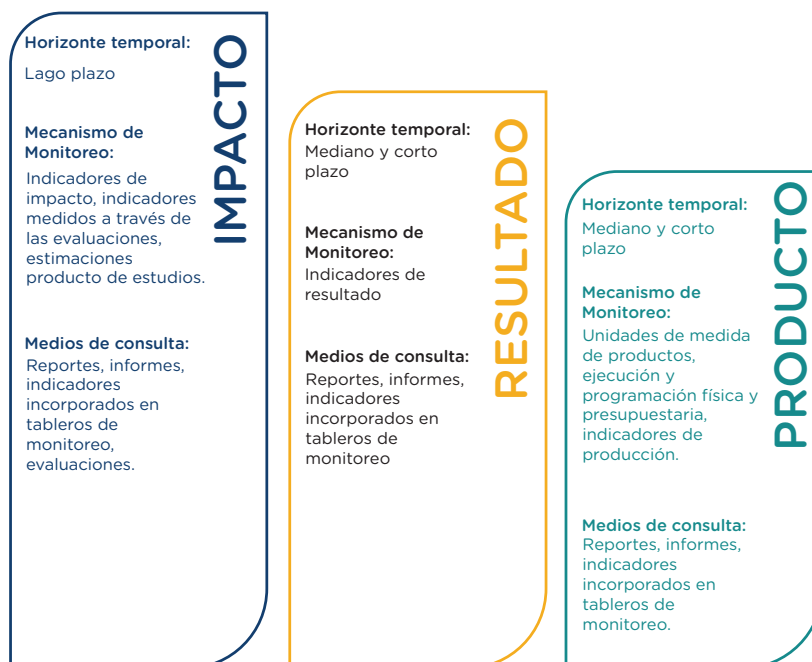 IMPACTO
Horizonte temporal:
Lago plazo
Mecanismo de
Monitoreo:
Indicadores de
impacto, indicadores
medidos a través de
las evaluaciones,
estimaciones
producto de estudios.
Medios de consulta:
Reportes, informes,
indicadores
incorporados en
tableros de
monitoreo,
evaluaciones.
RESULTADO
Horizonte temporal:
Mediano y corto
plazo
Mecanismo de
Monitoreo:
Indicadores de
resultado
Medios de consulta:
Reportes, informes,
indicadores
incorporados en
tableros de
monitoreo
PRODUCTO
Horizonte temporal:
Mediano y corto
plazo
Mecanismo de
Monitoreo:
Unidades de medida
de productos,
ejecución y
programación física y
presupuestaria,
indicadores de
producción.
Medios de consulta:
Reportes, informes,
indicadores
incorporados en
tableros de
monitoreo.